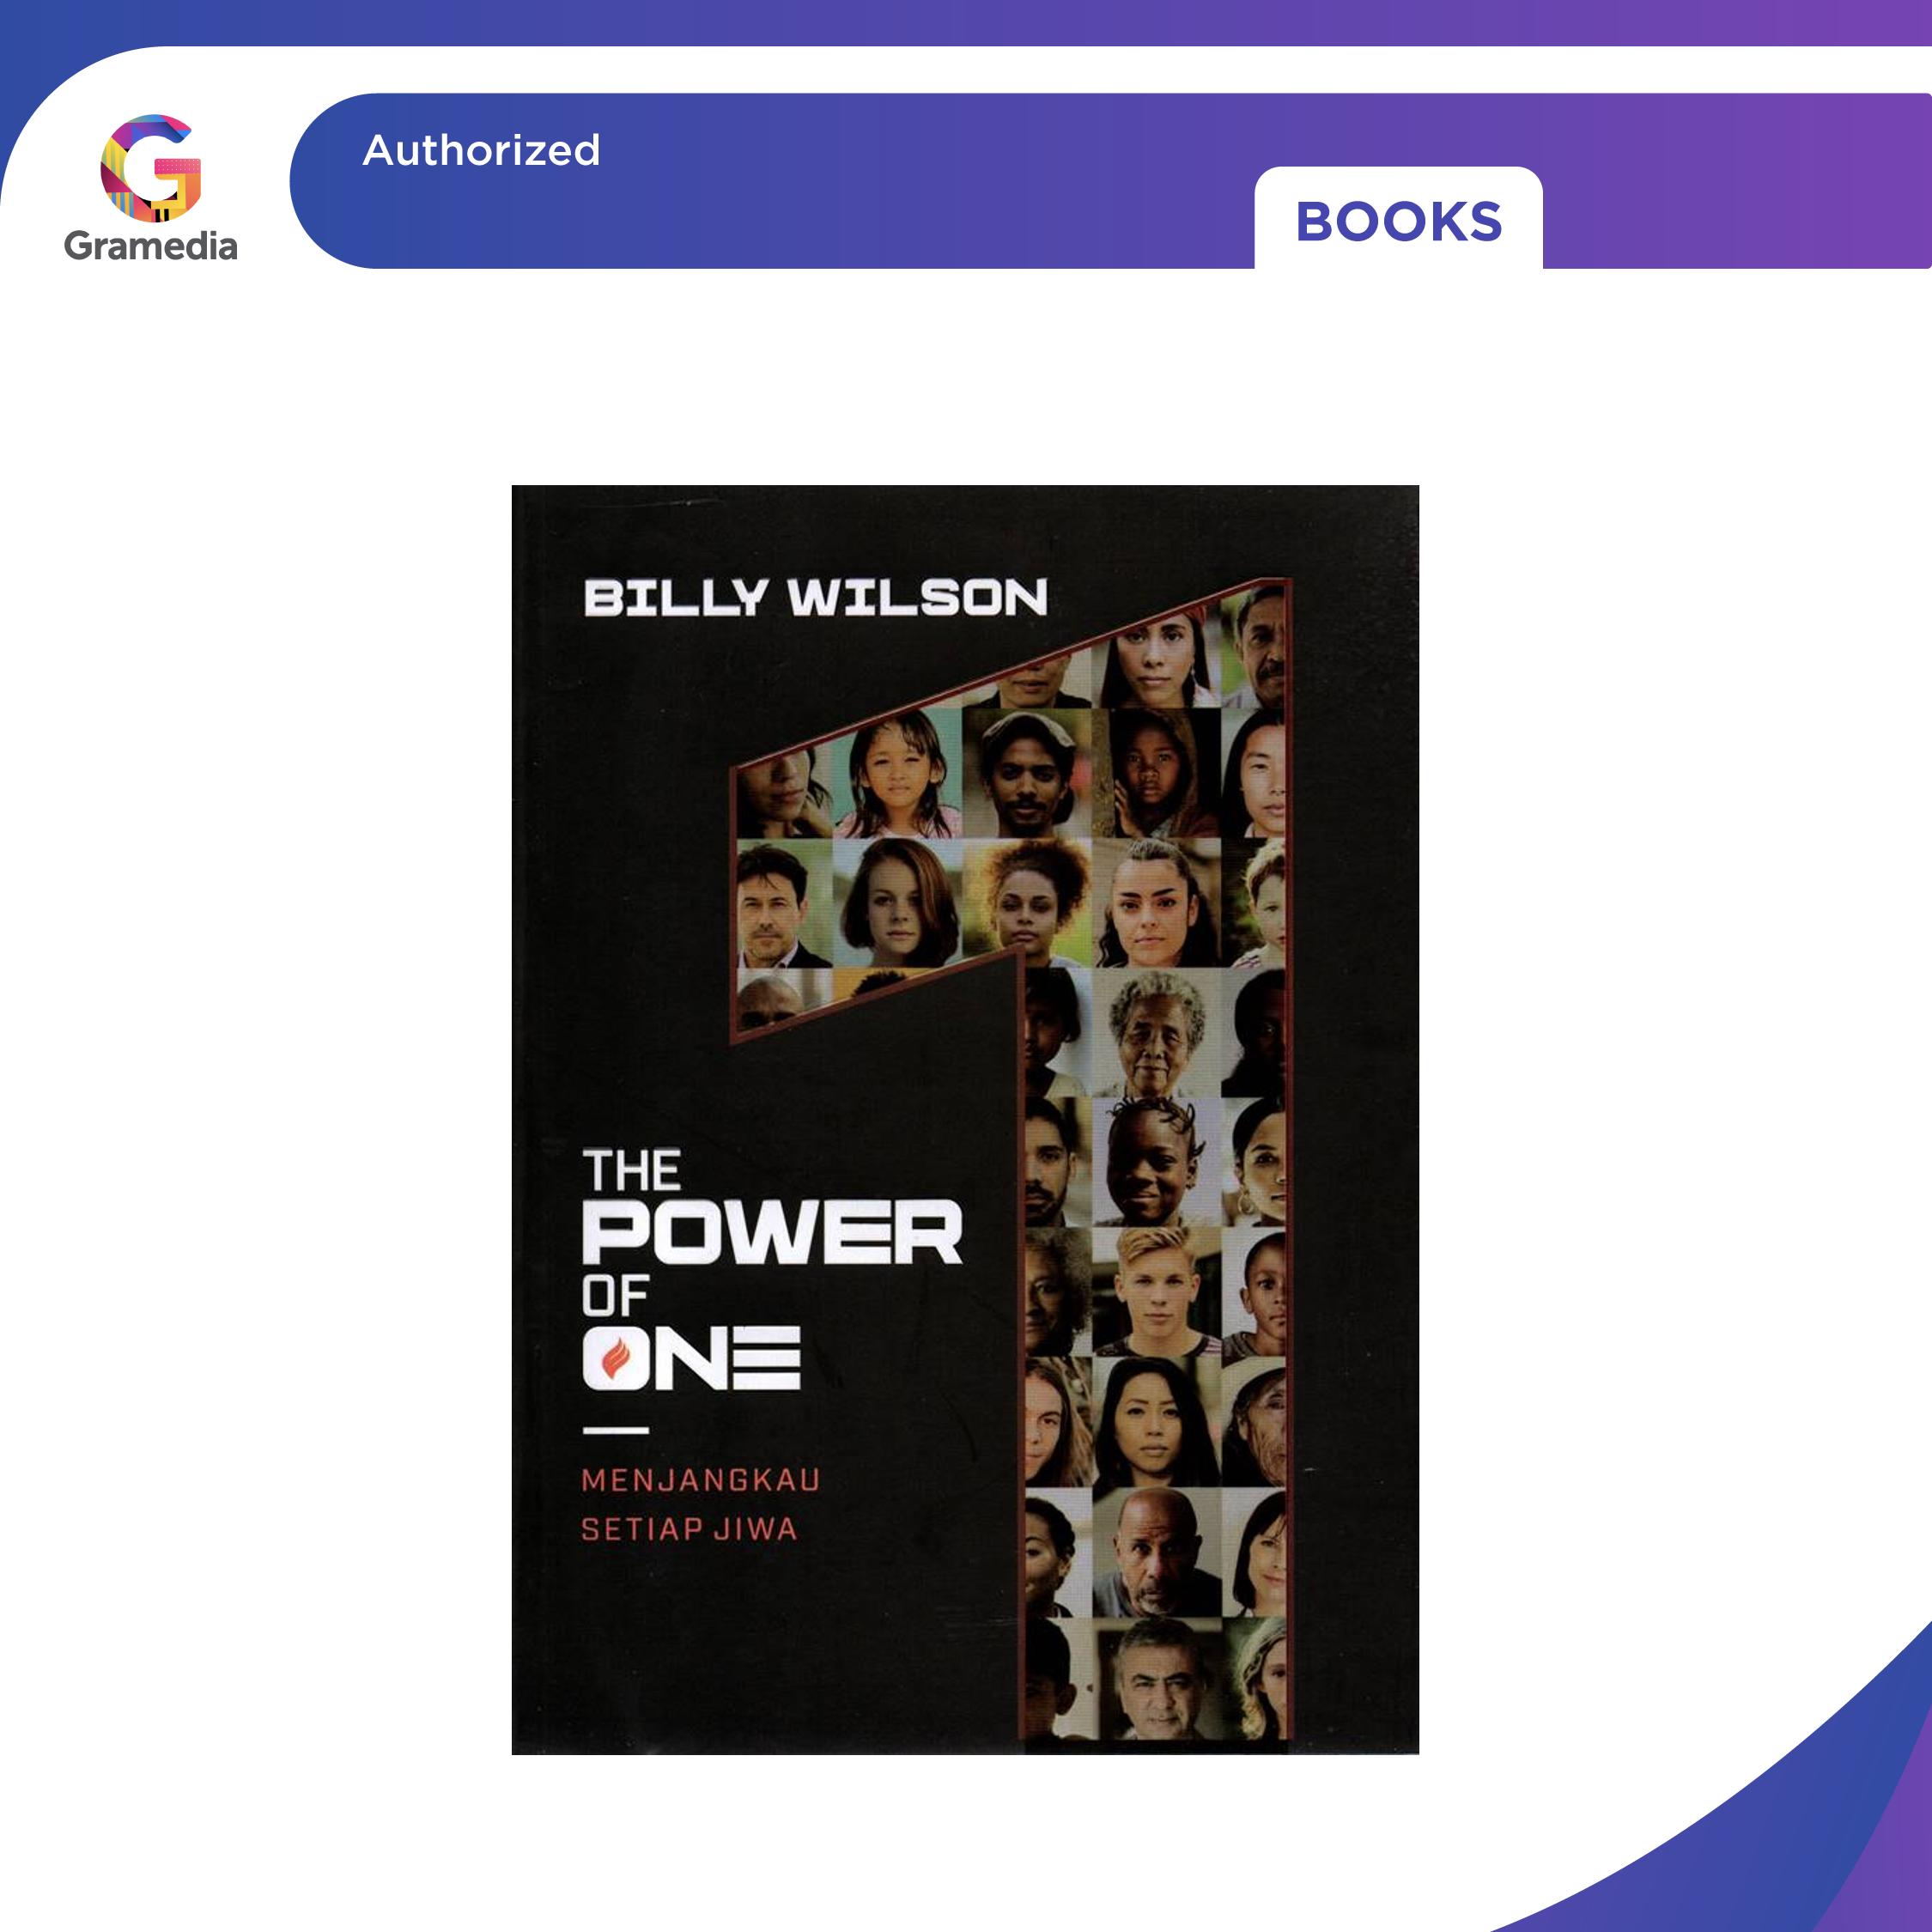 Gramedia
Authorized
BOOKS
BILLY WILSON
THE
POWER
OF
ONE
MENJANGKAU
SETIAP JIWA